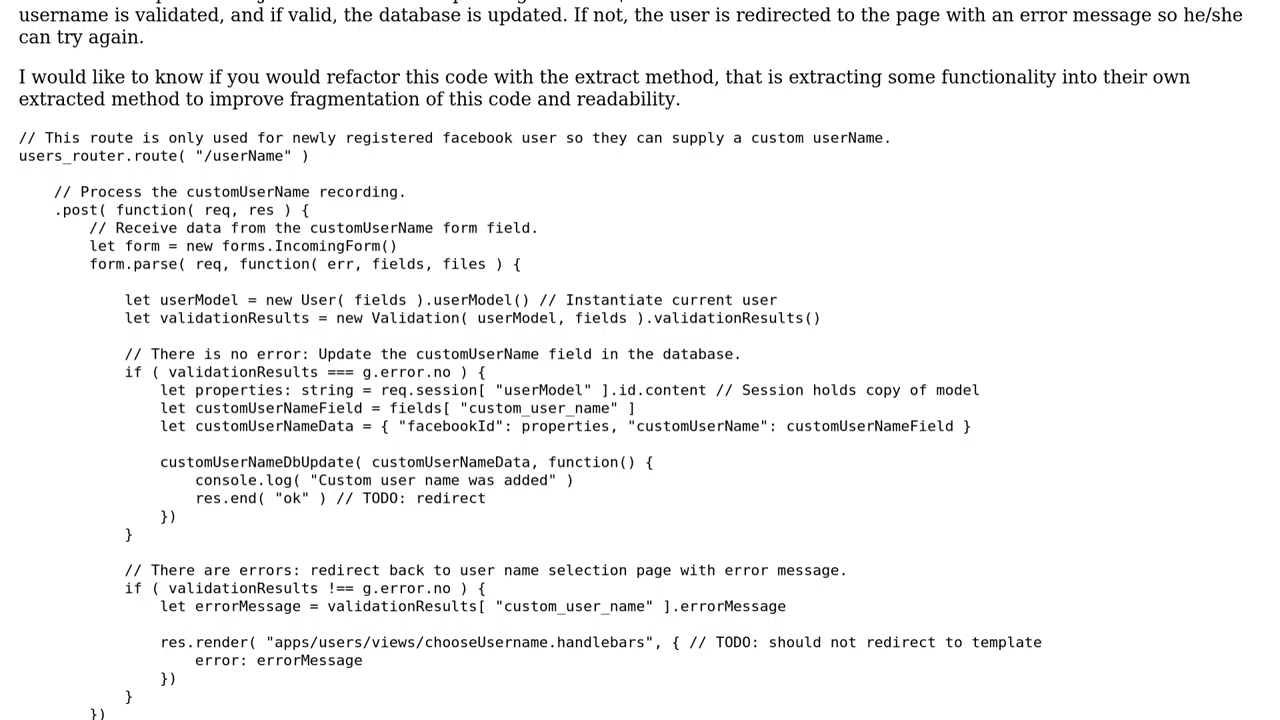 username is validated, and if valid, the database is updated. If not, the user is redirected to the page with an error message so he/she
can try again.
I would like to know if you would refactor this code with the extract method, that is extracting some functionality into their own
extracted method to improve fragmentation of this code and readability.
// This route is only used for newly registered facebook user so they can supply a custom userName.
users_router.route( "/userName" )
    // Process the customUserName recording.
    .post( function( req, res ) {
        // Receive data from the customUserName form field.
        let form = new forms.IncomingForm()
        form.parse( req, function( err, fields, files ) {
            let userModel = new User( fields ).userModel() // Instantiate current user
            let validationResults = new Validation( userModel, fields ).validationResults()
            // There is no error: Update the customUserName field in the database.
            if ( validationResults === g.error.no ) {
                let properties: string = req.session[ "userModel" ].id.content // Session holds copy of model
                let customUserNameField = fields[ "custom_user_name" ]
                let customUserNameData = { "facebookId": properties, "customUserName": customUserNameField }
                customUserNameDbUpdate( customUserNameData, function() {
                    console.log( "Custom user name was added" )
                    res.end( "ok" ) // TODO: redirect
                })
            }
            // There are errors: redirect back to user name selection page with error message.
            if ( validationResults !== g.error.no ) {
                let errorMessage = validationResults[ "custom_user_name" ].errorMessage
                res.render( "apps/users/views/chooseUsername.handlebars", { // TODO: should not redirect to template
                    error: errorMessage
                })
            }
        })